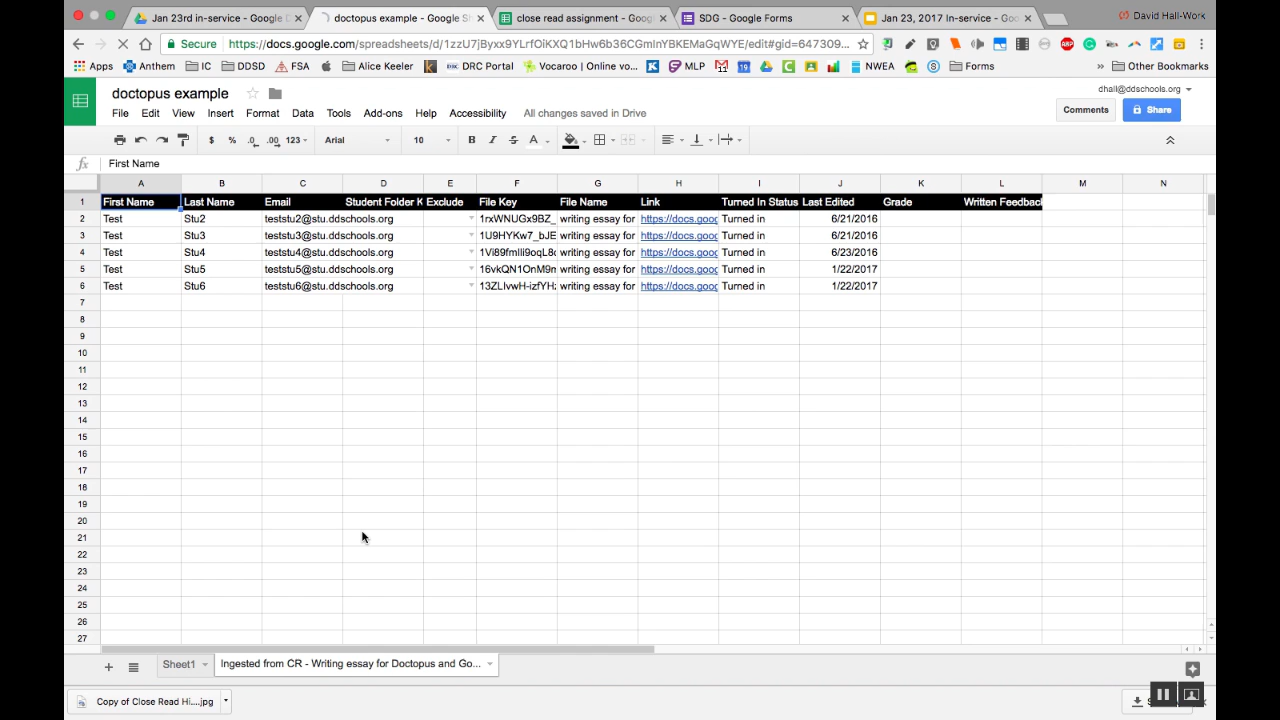 Jan 23rd in-service - Google D
doctopus example - Google Sh
close read assignment - Googl
SDG - Google Forms
Jan 23, 2017 In-service - Goo
David Hall-Work
Secure
https://docs.google.com/spreadsheets/d/1zzU7jByxx9YLrfOiKXQ1bHw6b36CGmInYBKEMaGqWYE/edit#gid=647309...
Apps Anthem IC DDSD FSA Alice Keeler DRC Portal Vocaroo | Online vo... MLP NWEA Forms » Other Bookmarks
doctopus example
dhall@ddschools.org
File Edit View Insert Format Data Tools Add-ons Help Accessibility All changes saved in Drive
Comments Share
$ % .0 .00 123 Arial 10 B I S A
fx First Name
A B C D E F G H I J K L M N
1 First Name Last Name Email Student Folder K Exclude File Key File Name Link Turned In Status Last Edited Grade Written Feedback
2 Test Stu2 teststu2@stu.ddschools.org 1rxWNUGx9BZ_ writing essay for https://docs.goog Turned in 6/21/2016
3 Test Stu3 teststu3@stu.ddschools.org 1U9HYKw7_bJE writing essay for https://docs.goog Turned in 6/21/2016
4 Test Stu4 teststu4@stu.ddschools.org 1Vi89fmIli9oqL8 writing essay for https://docs.goog Turned in 6/23/2016
5 Test Stu5 teststu5@stu.ddschools.org 16vkQN1OnM9m writing essay for https://docs.goog Turned in 1/22/2017
6 Test Stu6 teststu6@stu.ddschools.org 13ZLIvwH-izfYH writing essay for https://docs.goog Turned in 1/22/2017
7
8
9
10
11
12
13
14
15
16
17
18
19
20
21
22
23
24
25
26
27
Sheet1 Ingested from CR - Writing essay for Doctopus and Go...
Copy of Close Read Hi....jpg